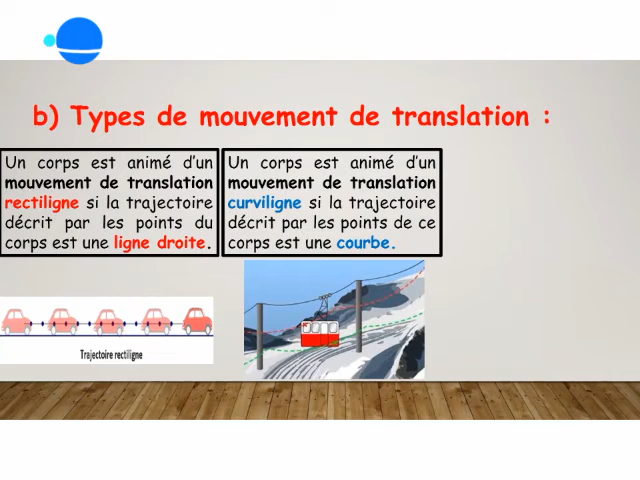 b) Types de mouvement de translation :
Un corps est animé d'un
mouvement de translation
rectiligne si la trajectoire
décrit par les points du
corps est une ligne droite.
Un corps est animé d'un
mouvement de translation
curviligne si la trajectoire
décrit par les points de ce
corps est une courbe.
Trajectoire rectiligne